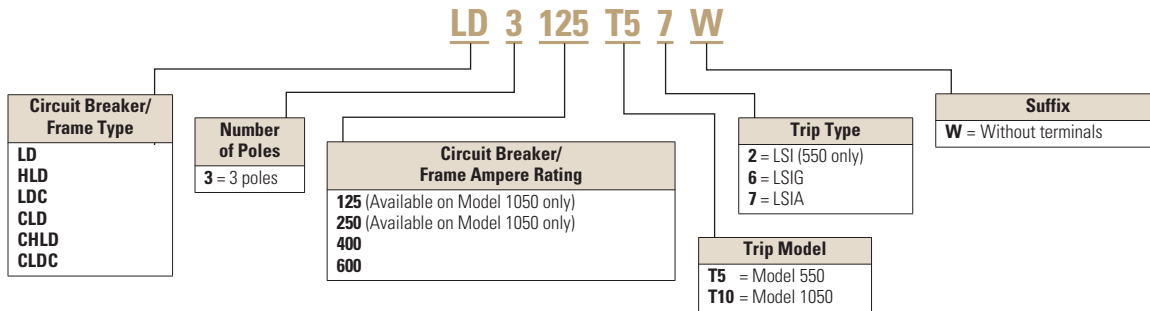 LD 3 125 T5 7 W
Circuit Breaker/
Frame Type
LD
HLD
LDC
CLD
CHLD
CLDC
Number
of Poles
3 = 3 poles
Circuit Breaker/
Frame Ampere Rating
125 (Available on Model 1050 only)
250 (Available on Model 1050 only)
400
600
Trip Model
T5 = Model 550
T10 = Model 1050
Trip Type
2 = LSI (550 only)
6 = LSIG
7 = LSIA
Suffix
W = Without terminals